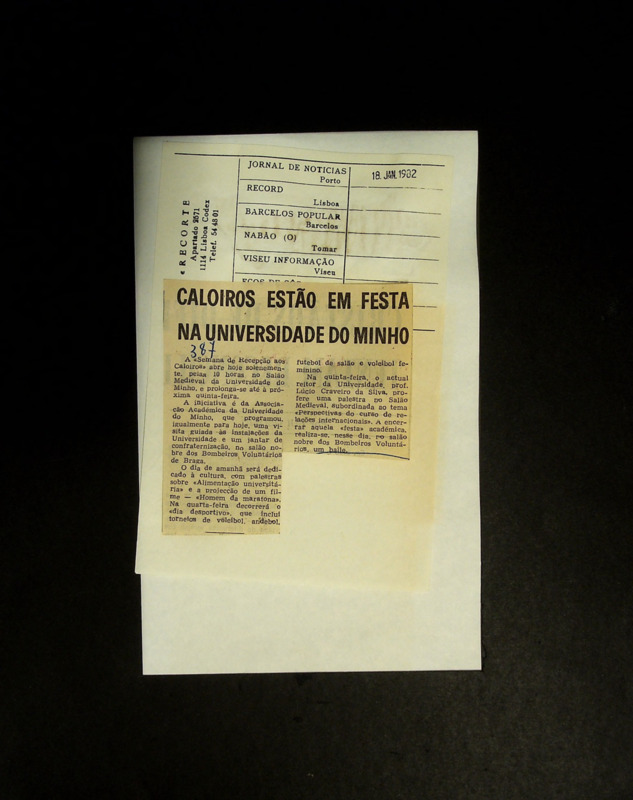 JORNAL DE NOTICIAS
Porto
18. JAN. 1982
RECORD
Lisboa
BARCELOS POPULAR
Barcelos
NABÃO (O)
Tomar
VISEU INFORMAÇÃO
Viseu
«RECORTE
Apartado 2571
1114 Lisboa Codex
Telef. 54 48 01
CALOIROS ESTÃO EM FESTA
NA UNIVERSIDADE DO MINHO
387
A «Semana de Recepção aos
Caloiros» abre hoje solenemen-
te, pelas 10 horas no Salão
Medieval da Universidade do
Minho, e prolonga-se até à pró-
xima quinta-feira.
A iniciativa é da Associa-
ção Académica da Univeridade
do Minho, que programou,
igualmente para hoje, uma vi-
sita guiada às instalações da
Universidade e um jantar de
confraternização, no salão no-
bre dos Bombeiros Voluntários
de Braga.
O dia de amanhã será dedi-
cado à cultura, com palestras
sobre «Alimentação universitá-
ria» e a projecção de um fil-
me — «Homem da maratona».
Na quarta-feira decorrerá o
«dia desportivo», que inclui
torneios de voleibol, andebol,
futebol de salão e voleibol fe-
minino.
Na quinta-feira, o actual
reitor da Universidade, prof.
Lúcio Craveiro da Silva, pro-
fere uma palestra no Salão
Medieval, subordinada ao tema
«Perspectivas do curso de re-
lações internacionais». A encer-
rar aquela «festa» académica,
realiza-se, nesse dia, no salão
nobre dos Bombeiros Voluntá-
rios, um baile.